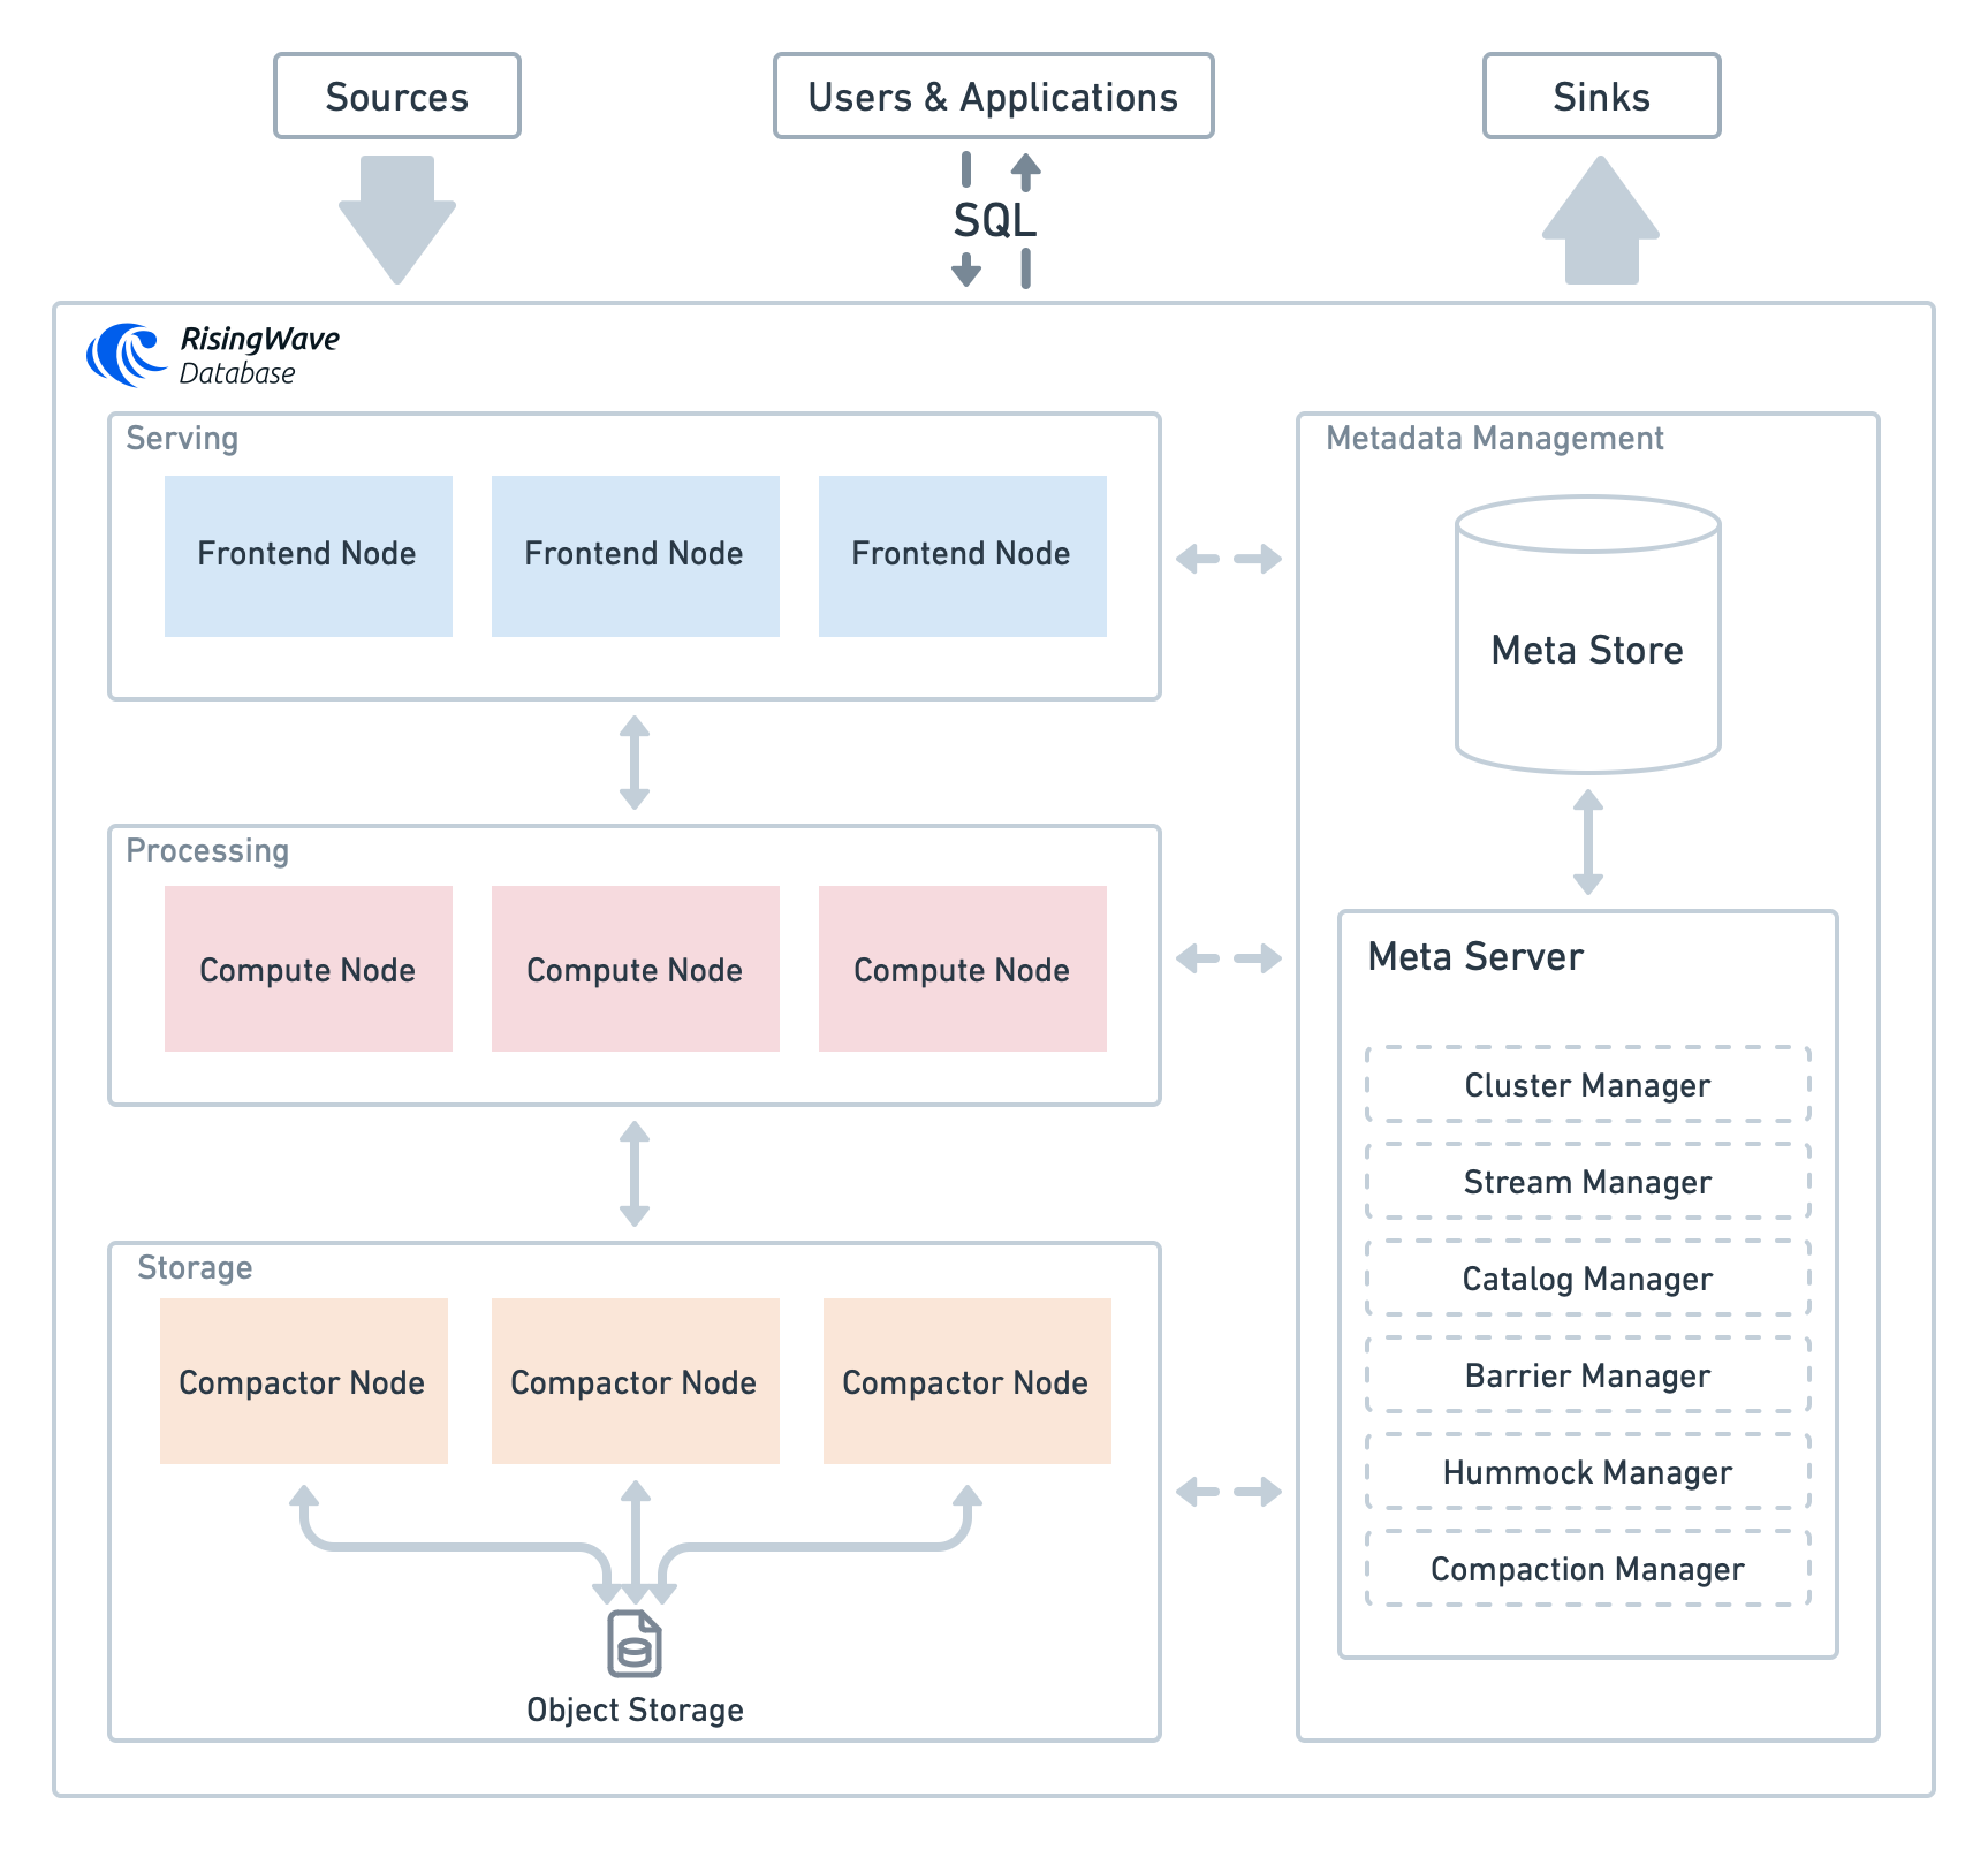 Sources
Users & Applications
Sinks
SQL
RisingWave
Database
Serving
Frontend Node
Frontend Node
Frontend Node
Processing
Compute Node
Compute Node
Compute Node
Storage
Compactor Node
Compactor Node
Compactor Node
Object Storage
Metadata Management
Meta Store
Meta Server
Cluster Manager
Stream Manager
Catalog Manager
Barrier Manager
Hummock Manager
Compaction Manager